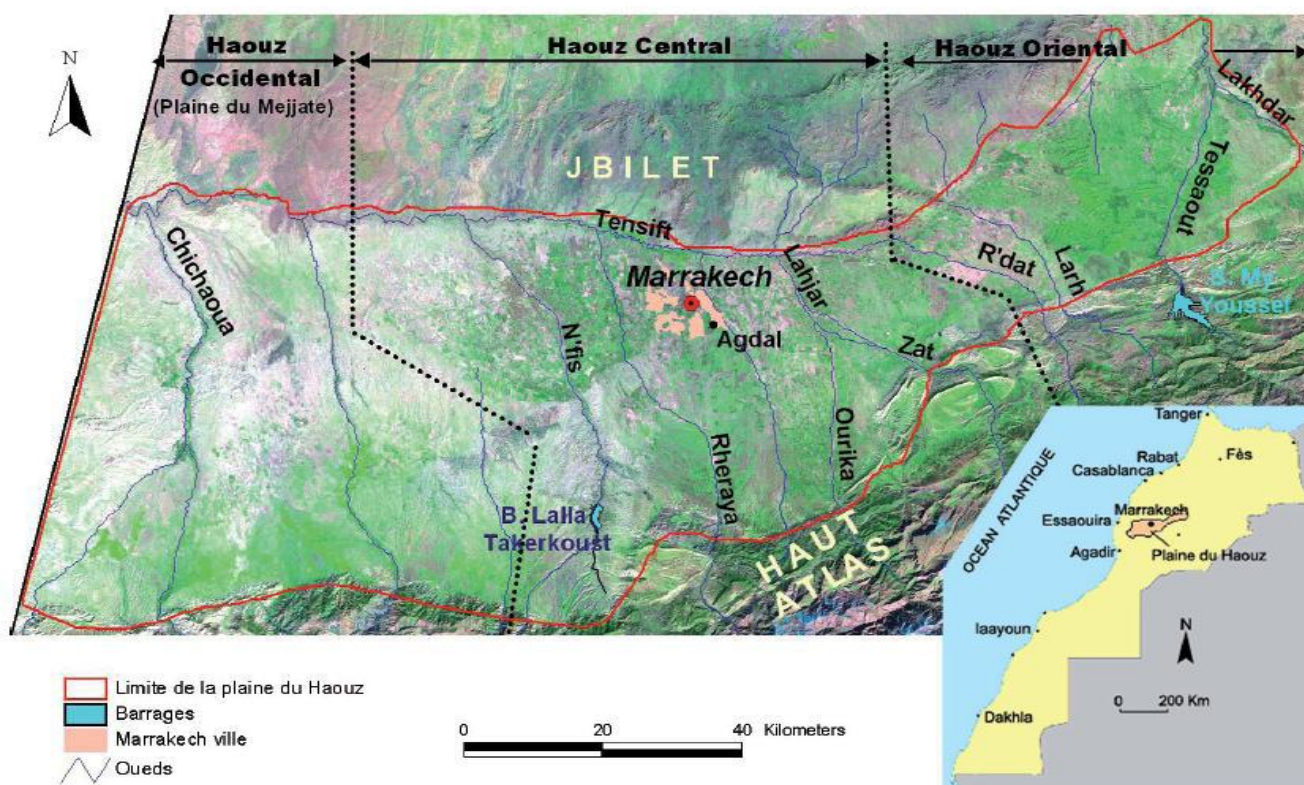 N
Haouz
Occidental
(Plaine du Mejjate)
Haouz Central
Haouz Oriental
Lakhdar
Tesssaout
JBILET
Tensift
Chichaoua
Marrakech
Agdal
Lahjar
R'dat
Larh
Zat
B. My
Youssef
N'fis
Rheraya
Ourika
B. Lalla
Takerkoust
HAUT
ATLAS
Tanger
Rabat
Fès
Casablanca
Marrakech
Essaouira
Agadir
Plaine du Haouz
OCEAN ATLANTIQUE
laayoun
N
0 200 Km
Dakhla
Limite de la plaine du Haouz
Barrages
Marrakech ville
Oueds
0 20 40 Kilometers